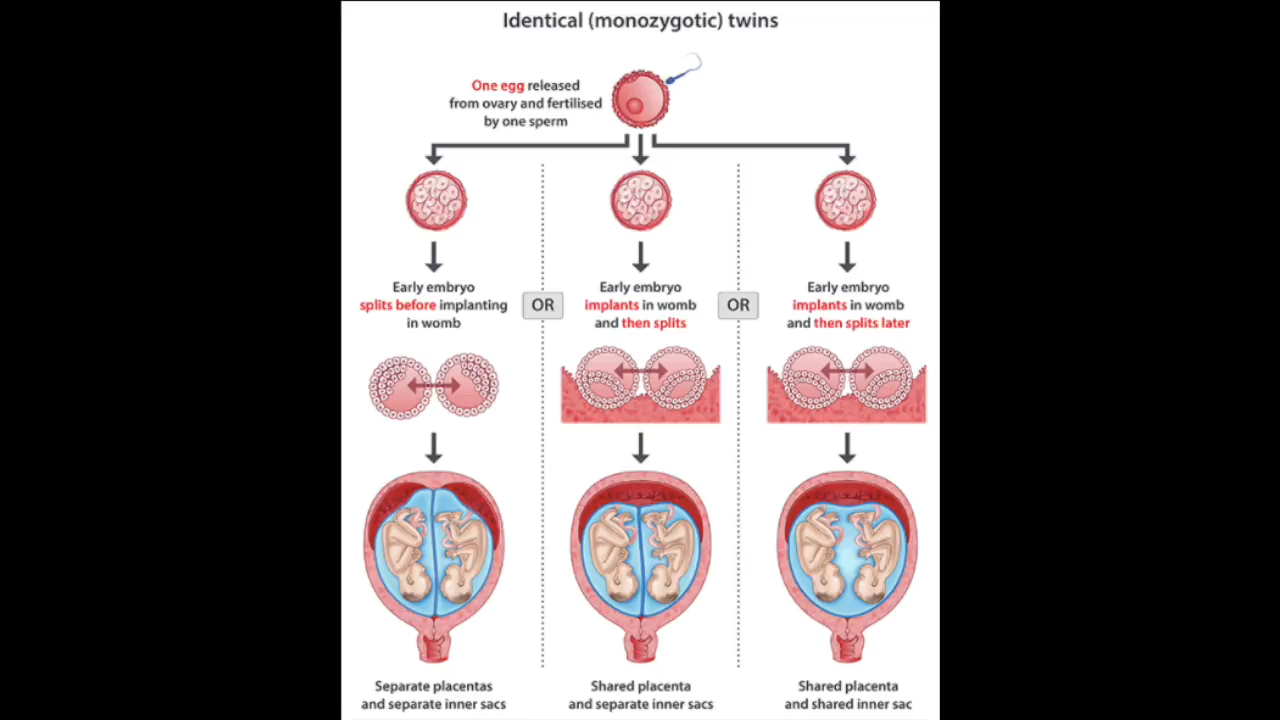 Identical (monozygotic) twins
One egg released
from ovary and fertilised
by one sperm
Early embryo
splits before implanting
in womb
OR
Early embryo
implants in womb
and then splits
OR
Early embryo
implants in womb
and then splits later
Separate placentas
and separate inner sacs
Shared placenta
and separate inner sacs
Shared placenta
and shared inner sac